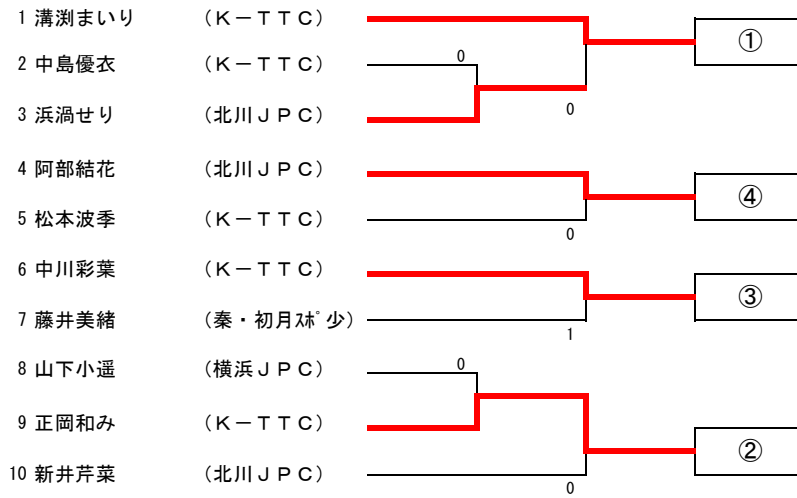 1 溝渕まいり （K－TTC） ①
2 中島優衣 （K－TTC） 0
3 浜渦せり （北川JPC） 0
4 阿部結花 （北川JPC） ④
5 松本波季 （K－TTC） 0
6 中川彩葉 （K－TTC） ③
7 藤井美緒 （秦・初月ｽﾎﾟ少） 1
8 山下小遥 （横浜JPC） 0
9 正岡和み （K－TTC） ②
10 新井芹菜 （北川JPC） 0